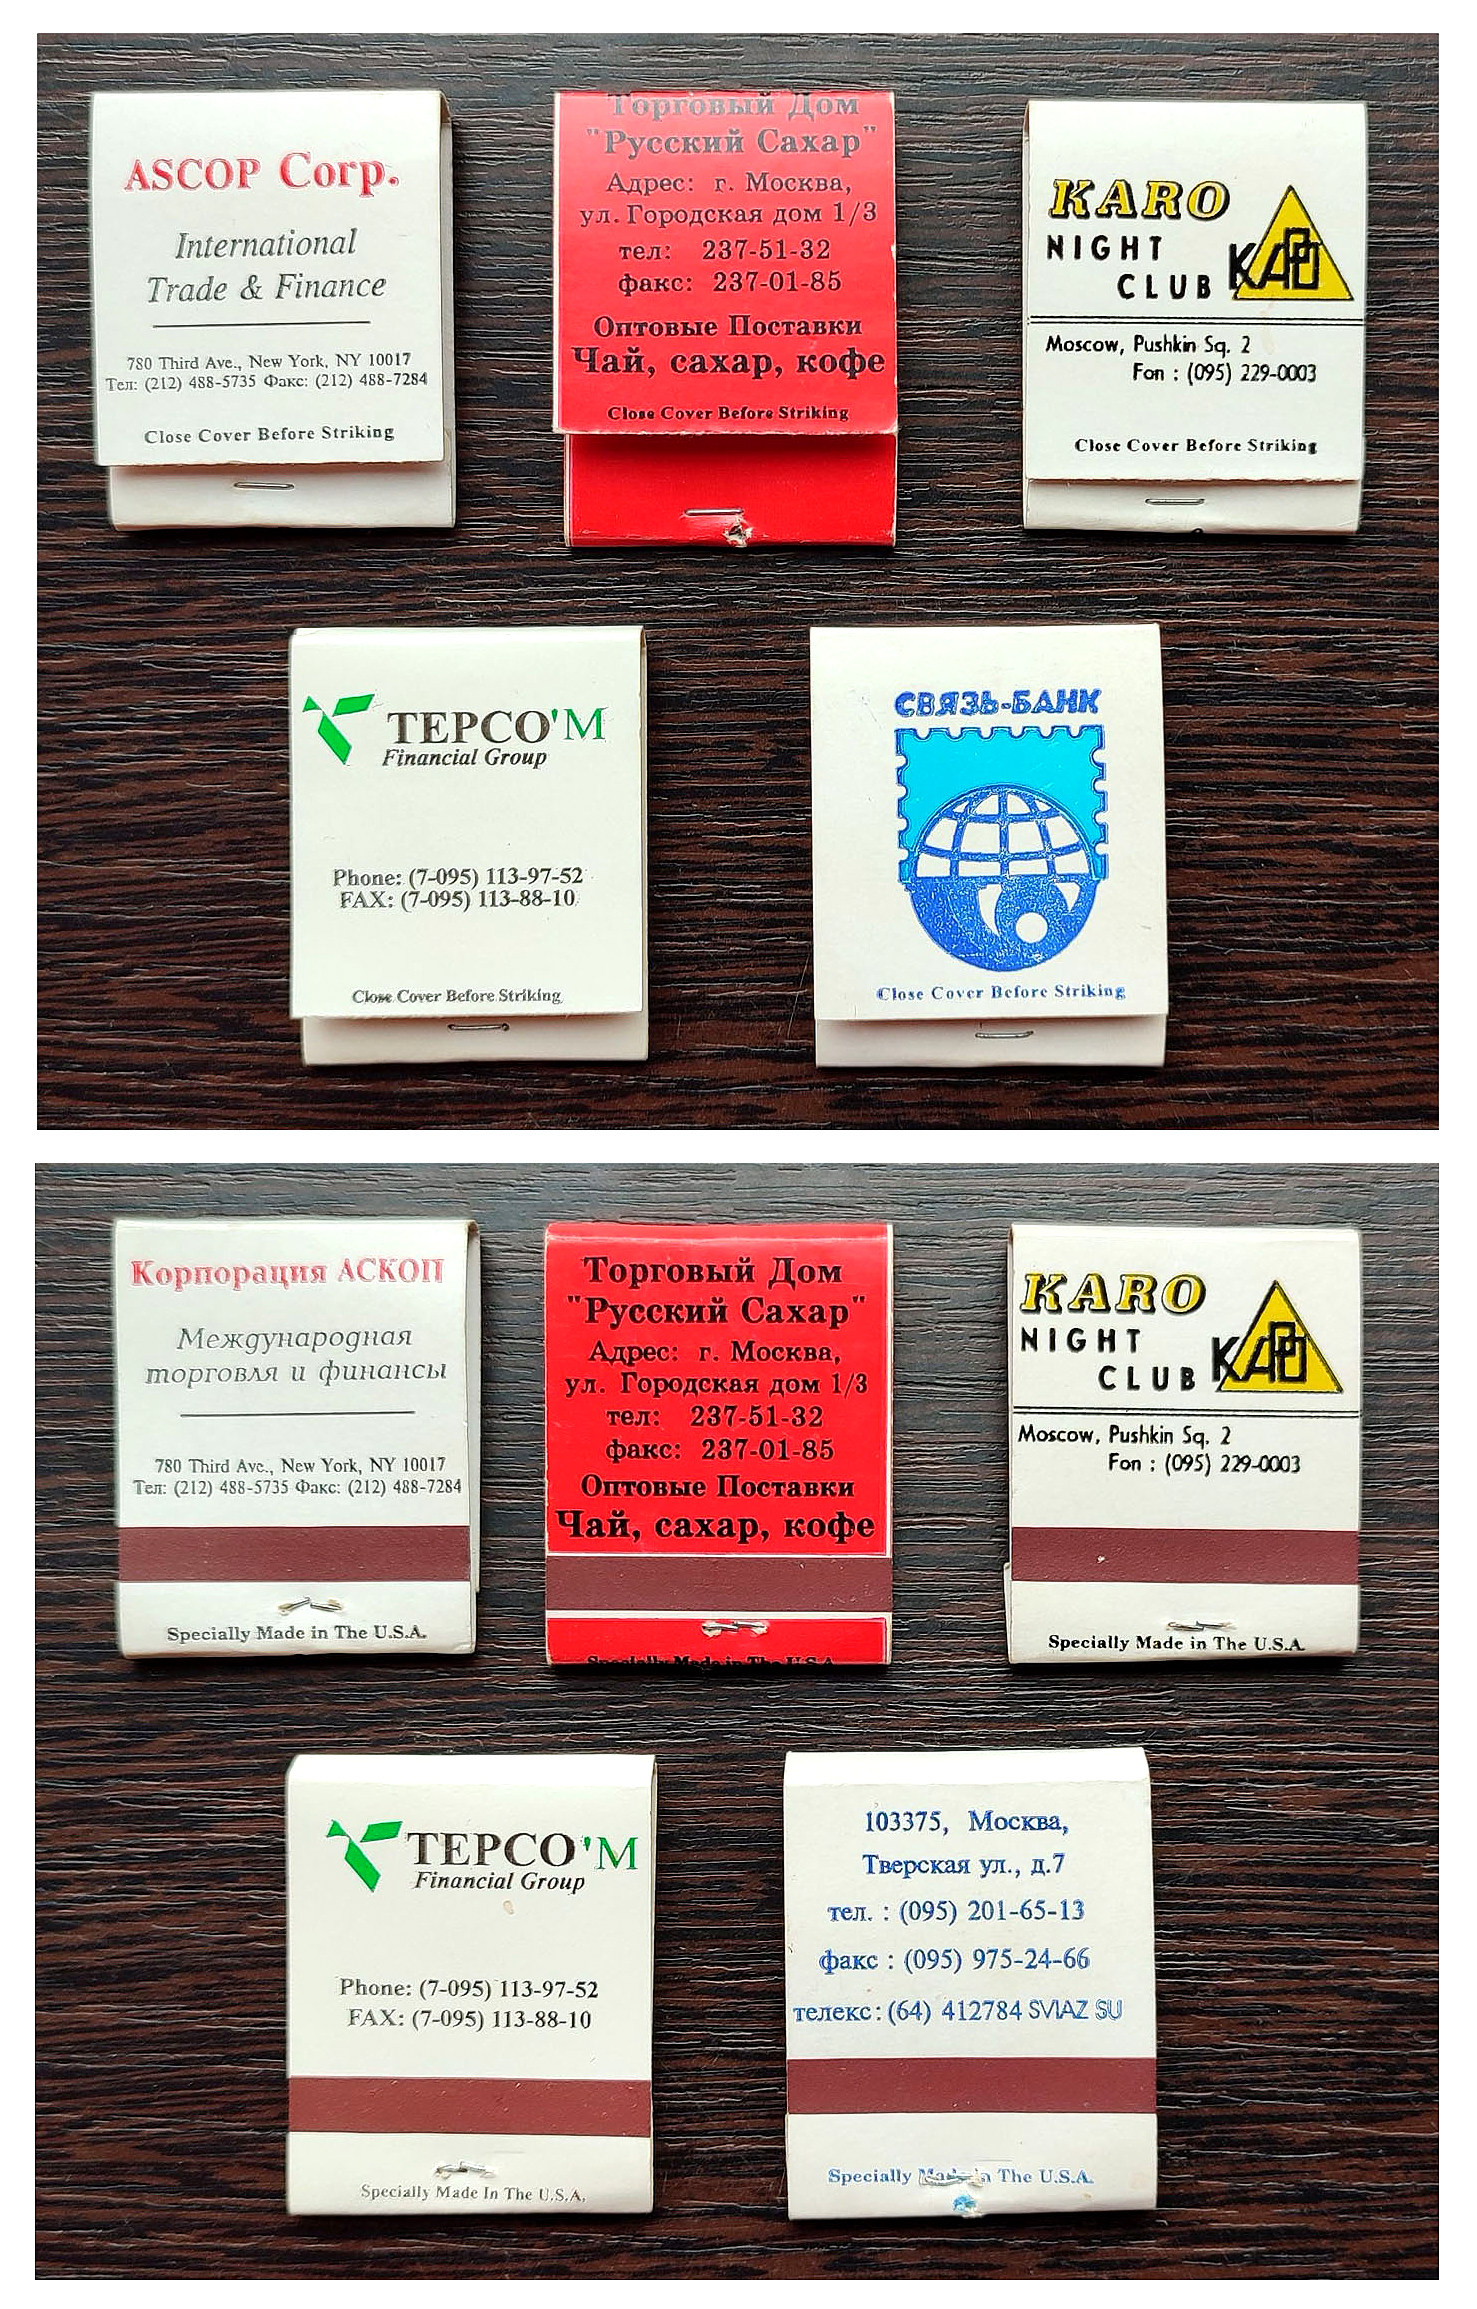 ASCOP Corp.
International
Trade & Finance
780 Third Ave., New York, NY 10017
Тел: (212) 488-5735 Факс: (212) 488-7284
Close Cover Before Striking
Торговый Дом
"Русский Сахар"
Адрес: г. Москва,
ул. Городская дом 1/3
тел: 237-51-32
факс: 237-01-85
Оптовые Поставки
Чай, сахар, кофе
Close Cover Before Striking
KARO
NIGHT
CLUB
КАРО
Moscow, Pushkin Sq. 2
Fon : (095) 229-0003
Close Cover Before Striking
TEPCO'M
Financial Group
Phone: (7-095) 113-97-52
FAX: (7-095) 113-88-10
Close Cover Before Striking
СВЯЗЬ-БАНК
Close Cover Before Striking
Корпорация АСКОП
Международная
торговля и финансы
780 Third Ave., New York, NY 10017
Тел: (212) 488-5735 Факс: (212) 488-7284
Specially Made in The U.S.A.
Торговый Дом
"Русский Сахар"
Адрес: г. Москва,
ул. Городская дом 1/3
тел: 237-51-32
факс: 237-01-85
Оптовые Поставки
Чай, сахар, кофе
Specially Made in The U.S.A.
KARO
NIGHT
CLUB
КАРО
Moscow, Pushkin Sq. 2
Fon : (095) 229-0003
Specially Made in The U.S.A.
TEPCO'M
Financial Group
Phone: (7-095) 113-97-52
FAX: (7-095) 113-88-10
Specially Made In The U.S.A.
103375, Москва,
Тверская ул., д.7
тел. : (095) 201-65-13
факс : (095) 975-24-66
телекс: (64) 412784 SVIAZ SU
Specially Made in The U.S.A.